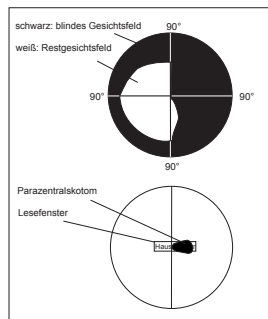 schwarz: blindes Gesichtsfeld
90°
weiß: Restgesichtsfeld
90°
90°
90°
Parazentralskotom
Lesefenster
Haus